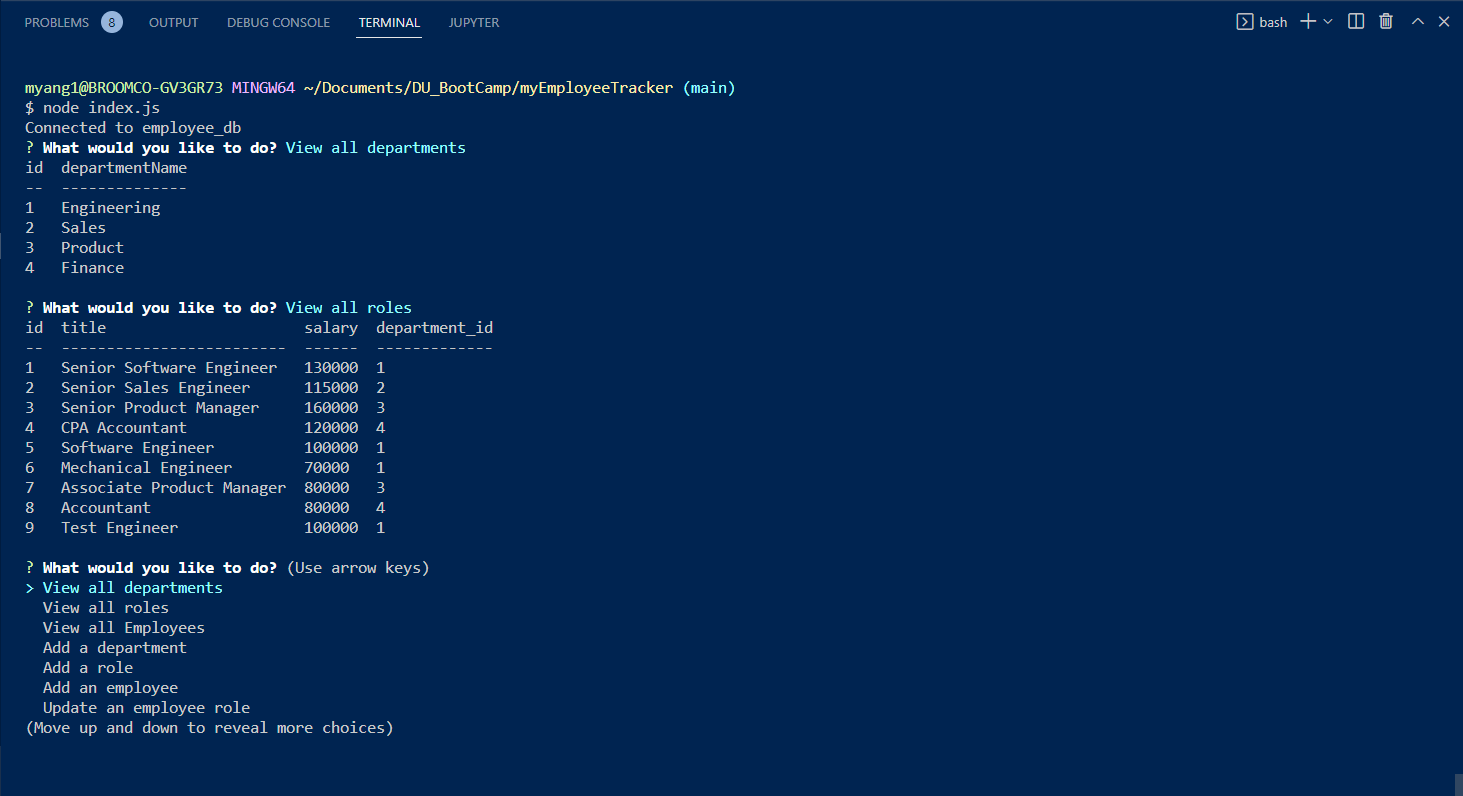 PROBLEMS 8 OUTPUT DEBUG CONSOLE TERMINAL JUPYTER bash
myang1@BROOMCO-GV3GR73 MINGW64 ~/Documents/DU_BootCamp/myEmployeeTracker (main)
$ node index.js
Connected to employee_db
? What would you like to do? View all departments
id  departmentName
--  --------------
1   Engineering
2   Sales
3   Product
4   Finance
? What would you like to do? View all roles
id  title                      salary  department_id
--  -------------------------  ------  -------------
1   Senior Software Engineer   130000  1
2   Senior Sales Engineer      115000  2
3   Senior Product Manager     160000  3
4   CPA Accountant             120000  4
5   Software Engineer          100000  1
6   Mechanical Engineer        70000   1
7   Associate Product Manager  80000   3
8   Accountant                 80000   4
9   Test Engineer              100000  1
? What would you like to do? (Use arrow keys)
> View all departments
  View all roles
  View all Employees
  Add a department
  Add a role
  Add an employee
  Update an employee role
(Move up and down to reveal more choices)